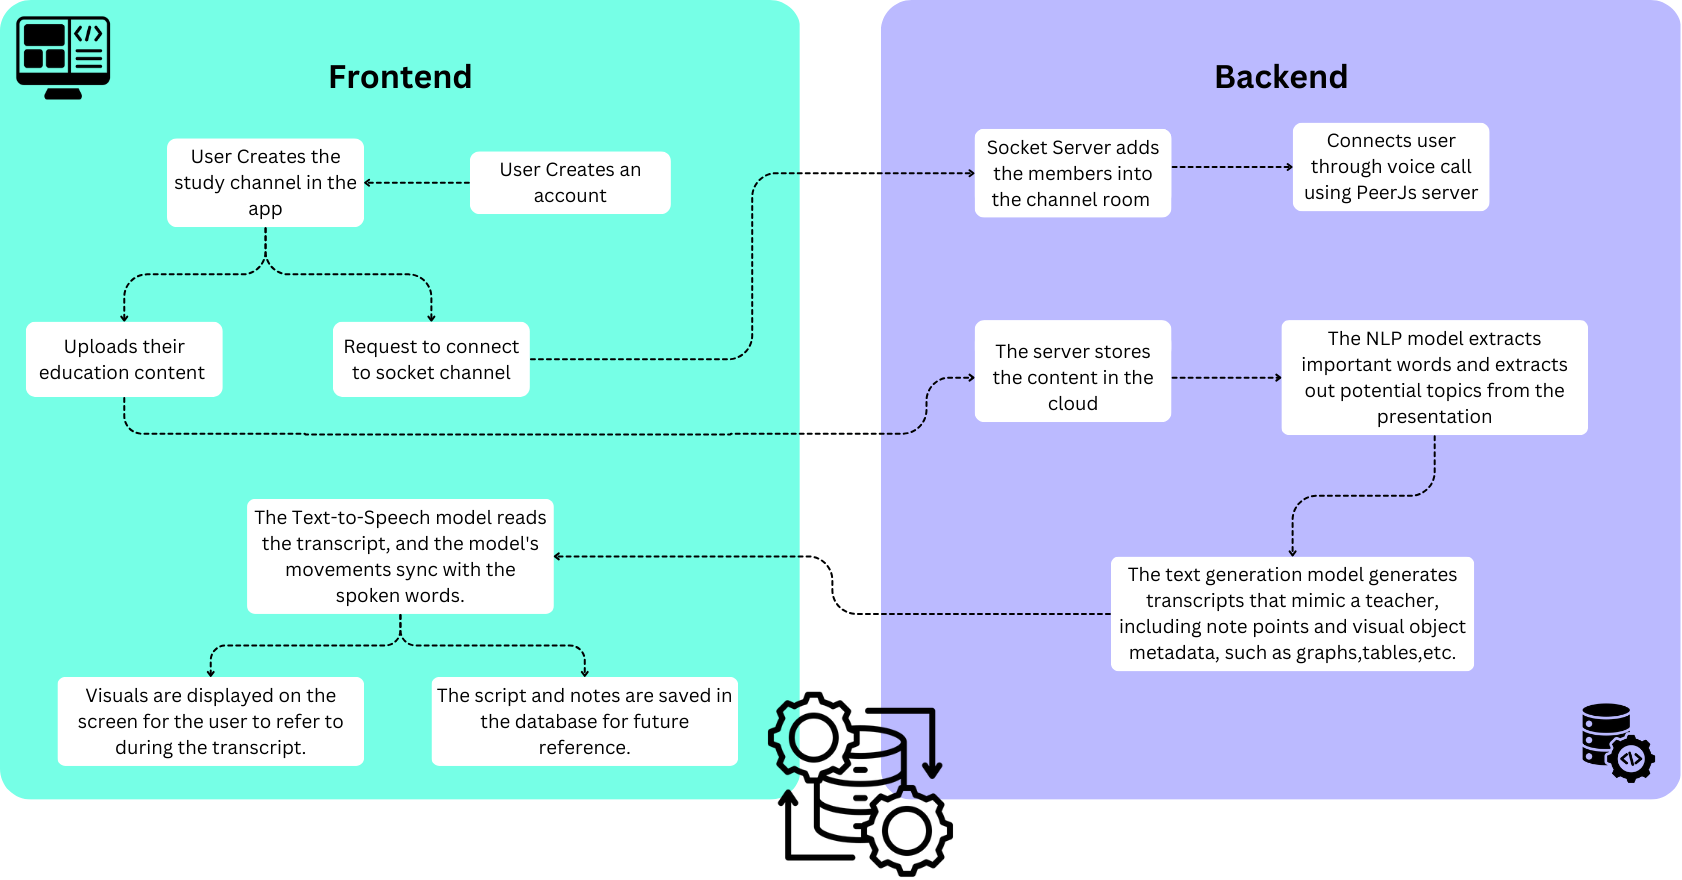 Frontend
User Creates the
study channel in the
app
User Creates an
account
Uploads their
education content
Request to connect
to socket channel
The Text-to-Speech model reads
the transcript, and the model's
movements sync with the
spoken words.
Visuals are displayed on the
screen for the user to refer to
during the transcript.
The script and notes are saved in
the database for future
reference.
Backend
Socket Server adds
the members into
the channel room
Connects user
through voice call
using PeerJs server
The server stores
the content in the
cloud
The NLP model extracts
important words and extracts
out potential topics from the
presentation
The text generation model generates
transcripts that mimic a teacher,
including note points and visual object
metadata, such as graphs,tables,etc.